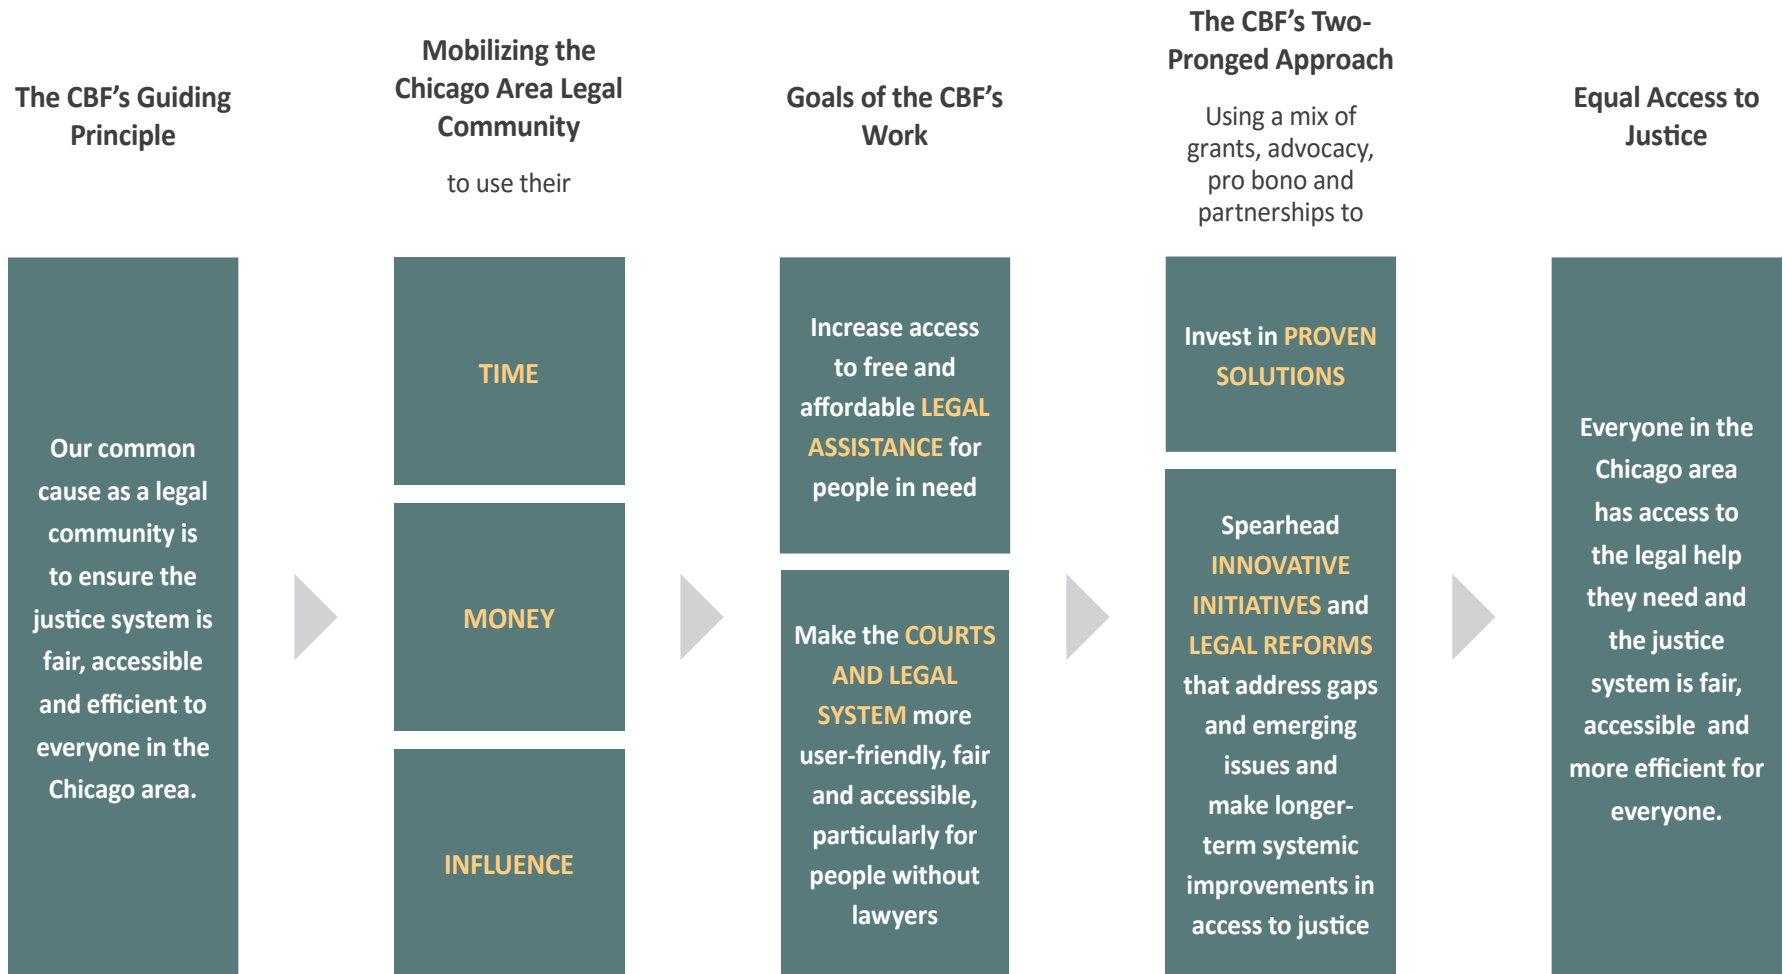 The CBF’s Guiding
Principle
Our common
cause as a legal
community is
to ensure the
justice system is
fair, accessible
and efficient to
everyone in the
Chicago area.
Mobilizing the
Chicago Area Legal
Community
to use their
TIME
MONEY
INFLUENCE
Goals of the CBF’s
Work
Increase access
to free and
affordable LEGAL
ASSISTANCE for
people in need
Make the COURTS
AND LEGAL
SYSTEM more
user-friendly, fair
and accessible,
particularly for
people without
lawyers
The CBF’s Two-
Pronged Approach
Using a mix of
grants, advocacy,
pro bono and
partnerships to
Invest in PROVEN
SOLUTIONS
Spearhead
INNOVATIVE
INITIATIVES and
LEGAL REFORMS
that address gaps
and emerging
issues and
make longer-
term systemic
improvements in
access to justice
Equal Access to
Justice
Everyone in the
Chicago area
has access to
the legal help
they need and
the justice
system is fair,
accessible and
more efficient for
everyone.